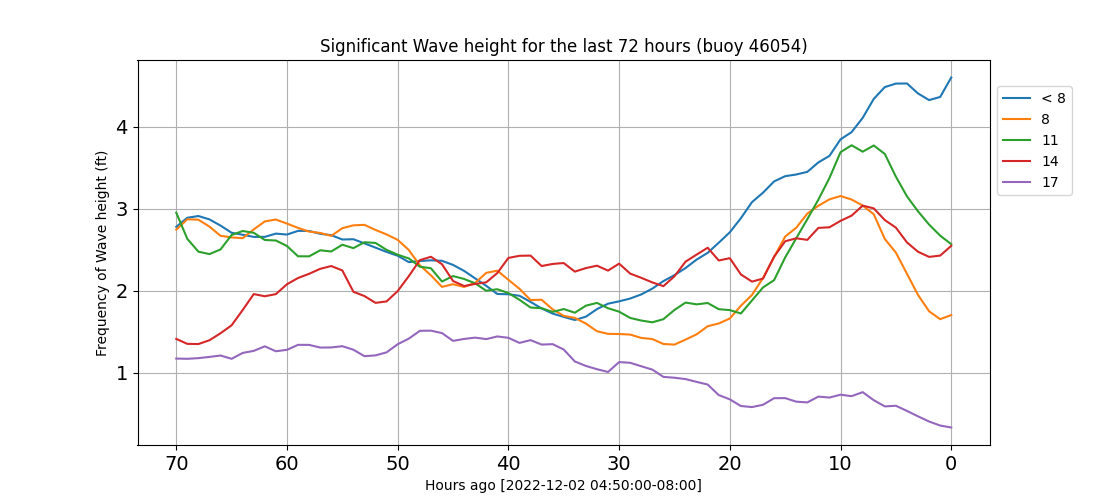 Significant Wave height for the last 72 hours (buoy 46054)
Frequency of Wave height (ft)
4
3
2
1
70 60 50 40 30 20 10 0
Hours ago [2022-12-02 04:50:00-08:00]
< 8
8
11
14
17